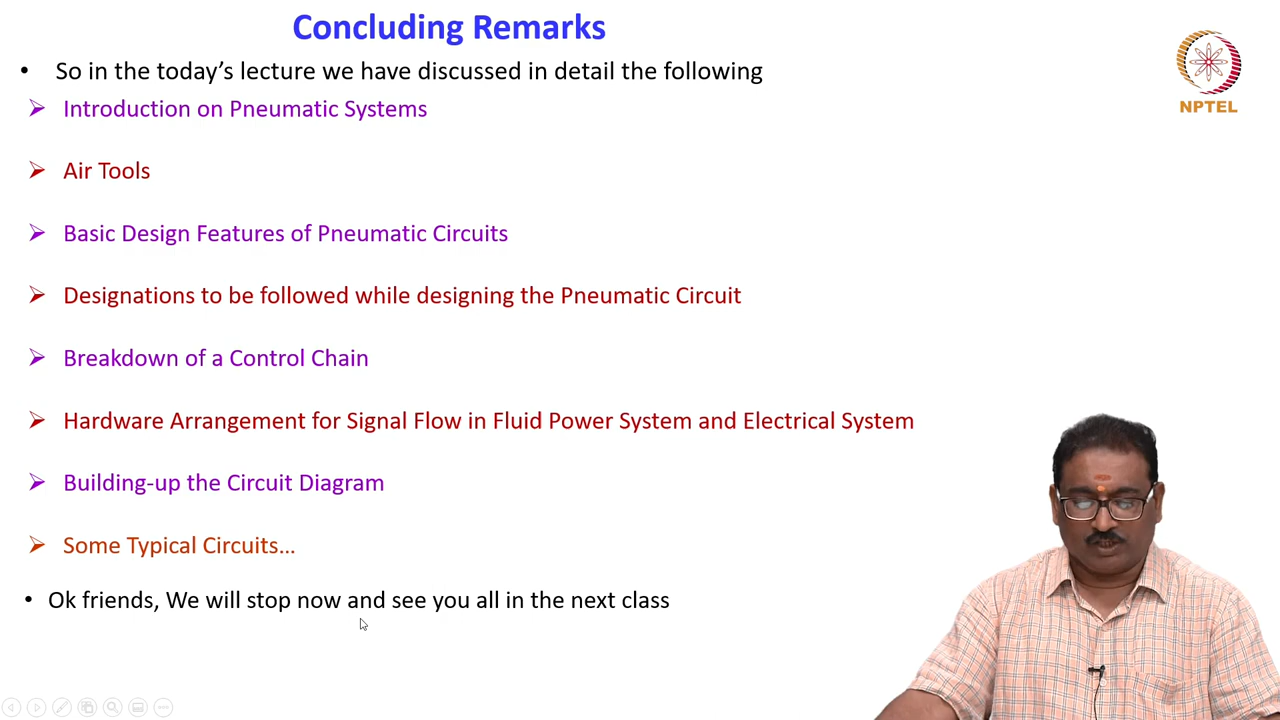 Concluding Remarks
• So in the today's lecture we have discussed in detail the following
➢ Introduction on Pneumatic Systems
➢ Air Tools
➢ Basic Design Features of Pneumatic Circuits
➢ Designations to be followed while designing the Pneumatic Circuit
➢ Breakdown of a Control Chain
➢ Hardware Arrangement for Signal Flow in Fluid Power System and Electrical System
➢ Building-up the Circuit Diagram
➢ Some Typical Circuits…
• Ok friends, We will stop now and see you all in the next class
NPTEL